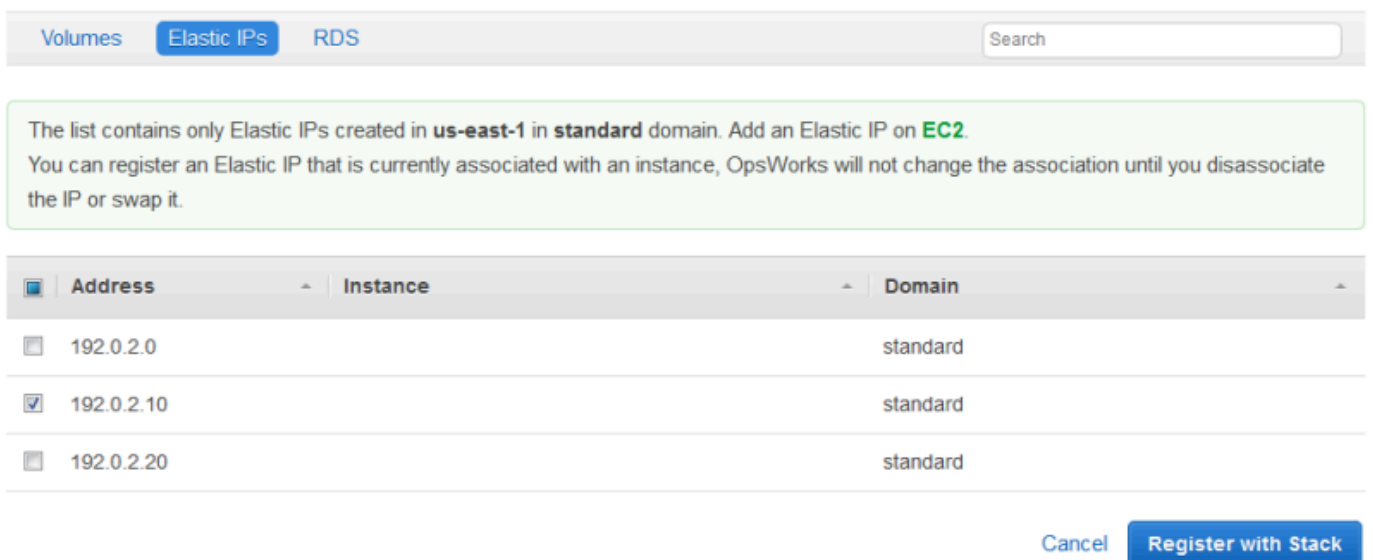 Volumes Elastic IPs RDS Search
The list contains only Elastic IPs created in us-east-1 in standard domain. Add an Elastic IP on EC2.
You can register an Elastic IP that is currently associated with an instance, OpsWorks will not change the association until you disassociate
the IP or swap it.
Address Instance Domain
192.0.2.0 standard
192.0.2.10 standard
192.0.2.20 standard
Cancel Register with Stack